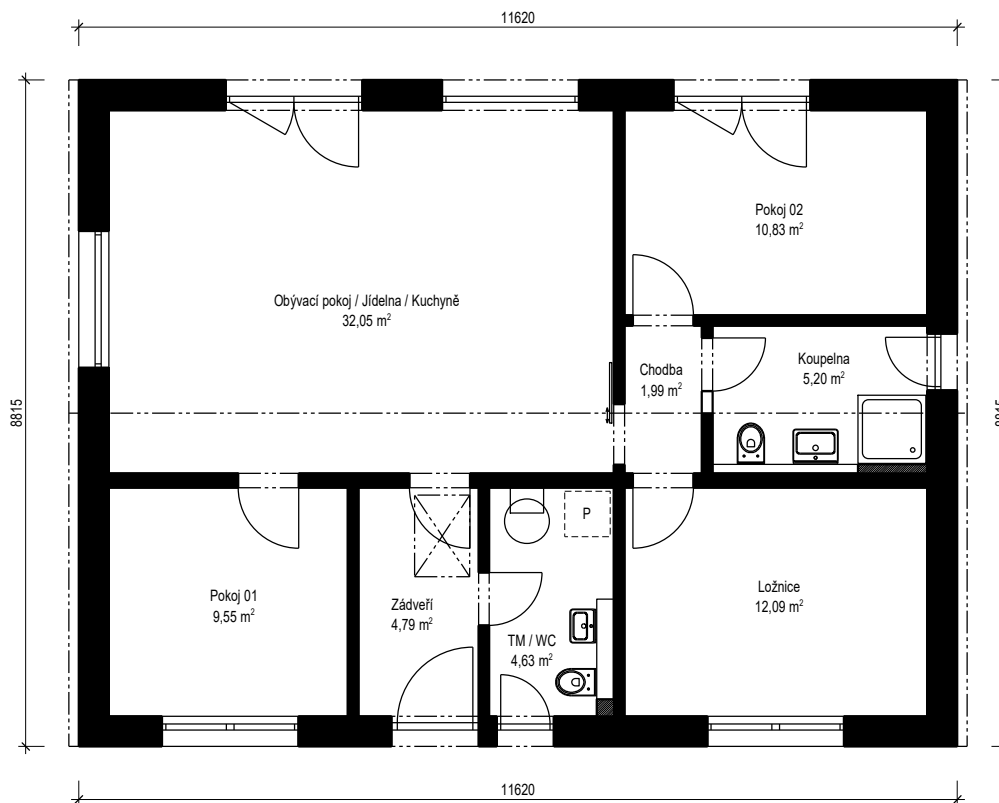 11620
Pokoj 02
10,83 m²
Obývací pokoj / Jídelna / Kuchyně
32,05 m²
Koupelna
5,20 m²
Chodba
1,99 m²
8815
8815
P
Ložnice
12,09 m²
Pokoj 01
9,55 m²
Zádveří
4,79 m²
TM / WC
4,63 m²
11620